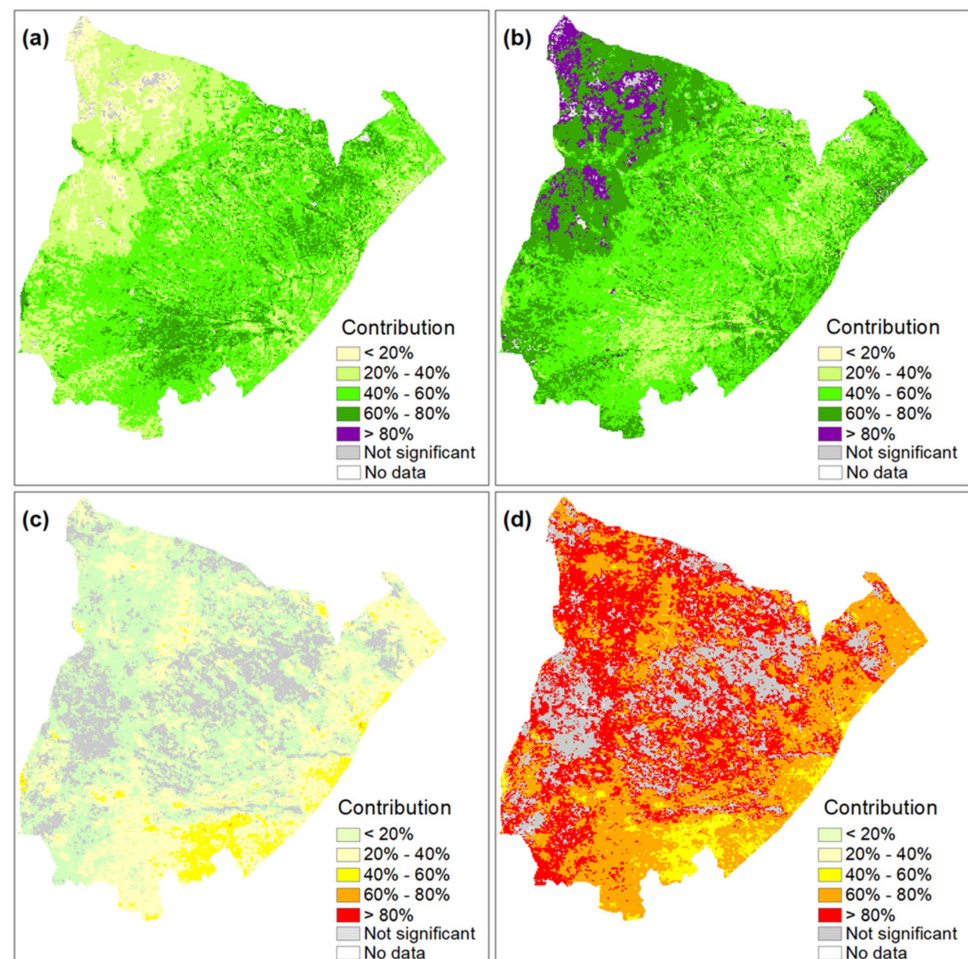 (a)
Contribution
< 20%
20% - 40%
40% - 60%
60% - 80%
> 80%
Not significant
No data
(b)
Contribution
< 20%
20% - 40%
40% - 60%
60% - 80%
> 80%
Not significant
No data
(c)
Contribution
< 20%
20% - 40%
40% - 60%
60% - 80%
> 80%
Not significant
No data
(d)
Contribution
< 20%
20% - 40%
40% - 60%
60% - 80%
> 80%
Not significant
No data